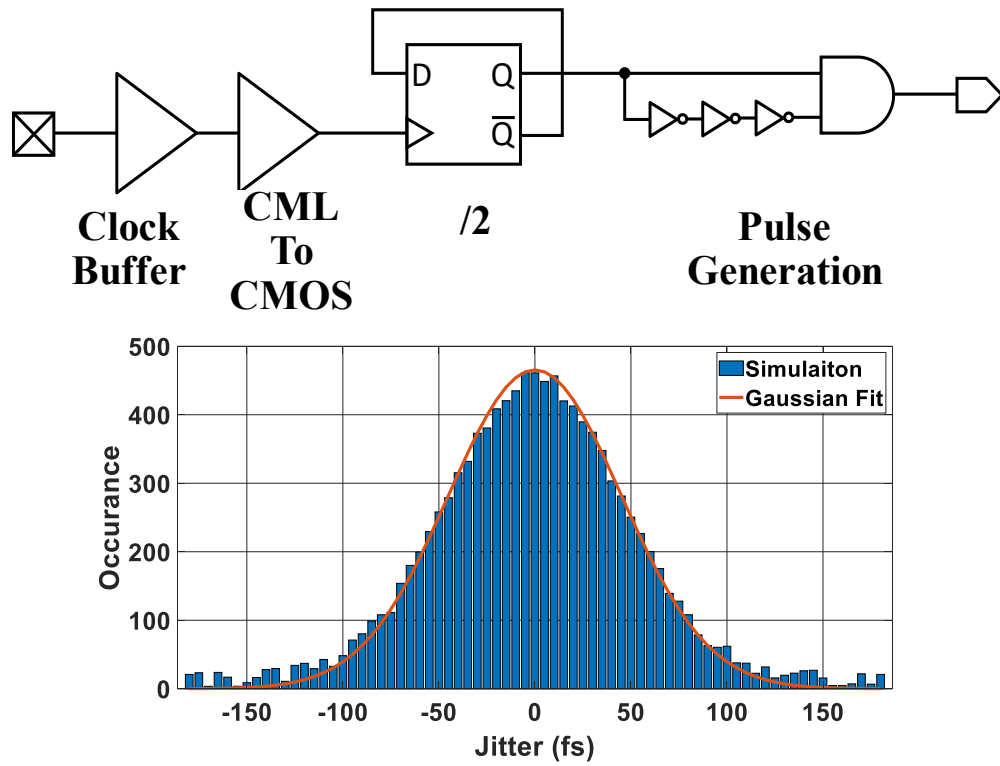 D Q
Q
Clock
Buffer
CML
To
CMOS
/2
Pulse
Generation
500
400
300
200
100
0
Occurance
Simulaiton
Gaussian Fit
-150 -100 -50 0 50 100 150
Jitter (fs)